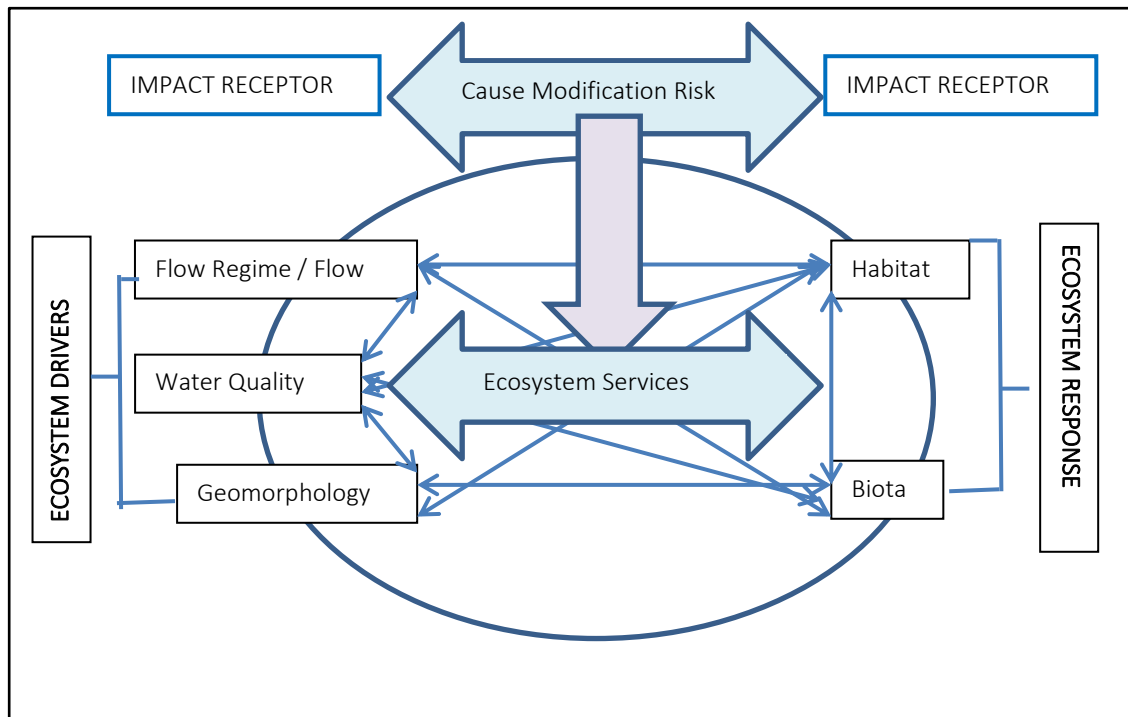 IMPACT RECEPTOR
Cause Modification Risk
IMPACT RECEPTOR
ECOSYSTEM DRIVERS
Flow Regime / Flow
Water Quality
Geomorphology
Ecosystem Services
Habitat
Biota
ECOSYSTEM RESPONSE